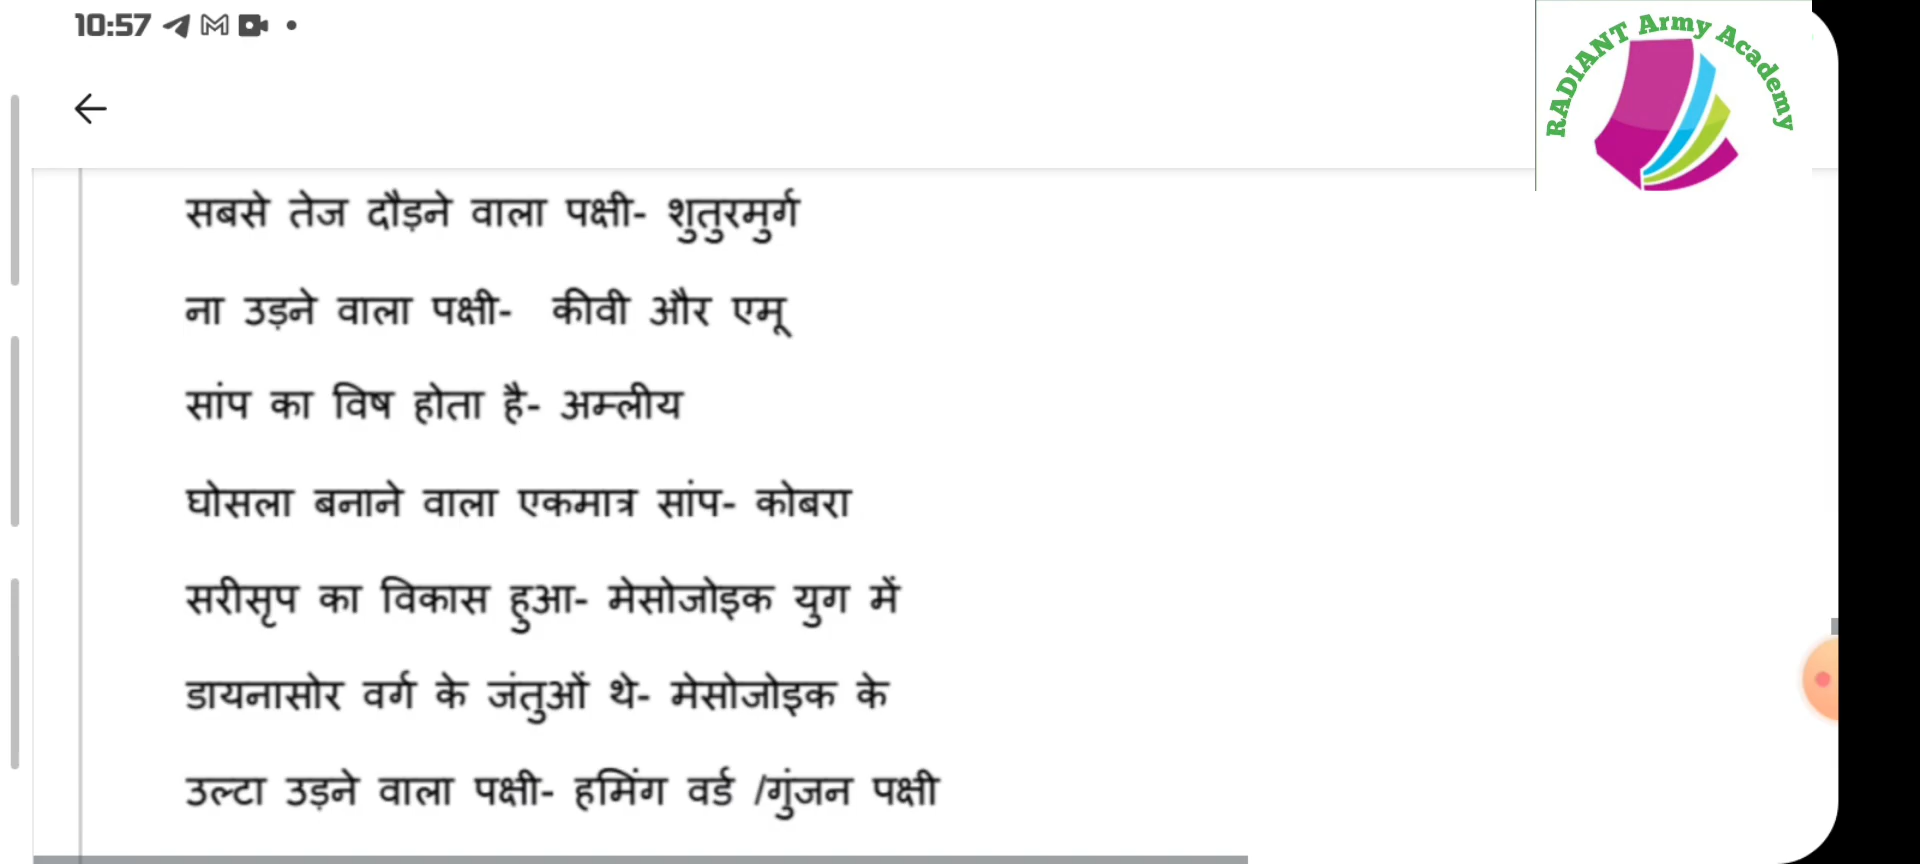 10:57
RADIANT Army Academy
सबसे तेज दौड़ने वाला पक्षी- शुतुरमुर्ग
ना उड़ने वाला पक्षी- कीवी और एमू
सांप का विष होता है- अम्लीय
घोसला बनाने वाला एकमात्र सांप- कोबरा
सरीसृप का विकास हुआ- मेसोजोइक युग में
डायनासोर वर्ग के जंतुओं थे- मेसोजोइक के
उल्टा उड़ने वाला पक्षी- हमिंग वर्ड /गुंजन पक्षी